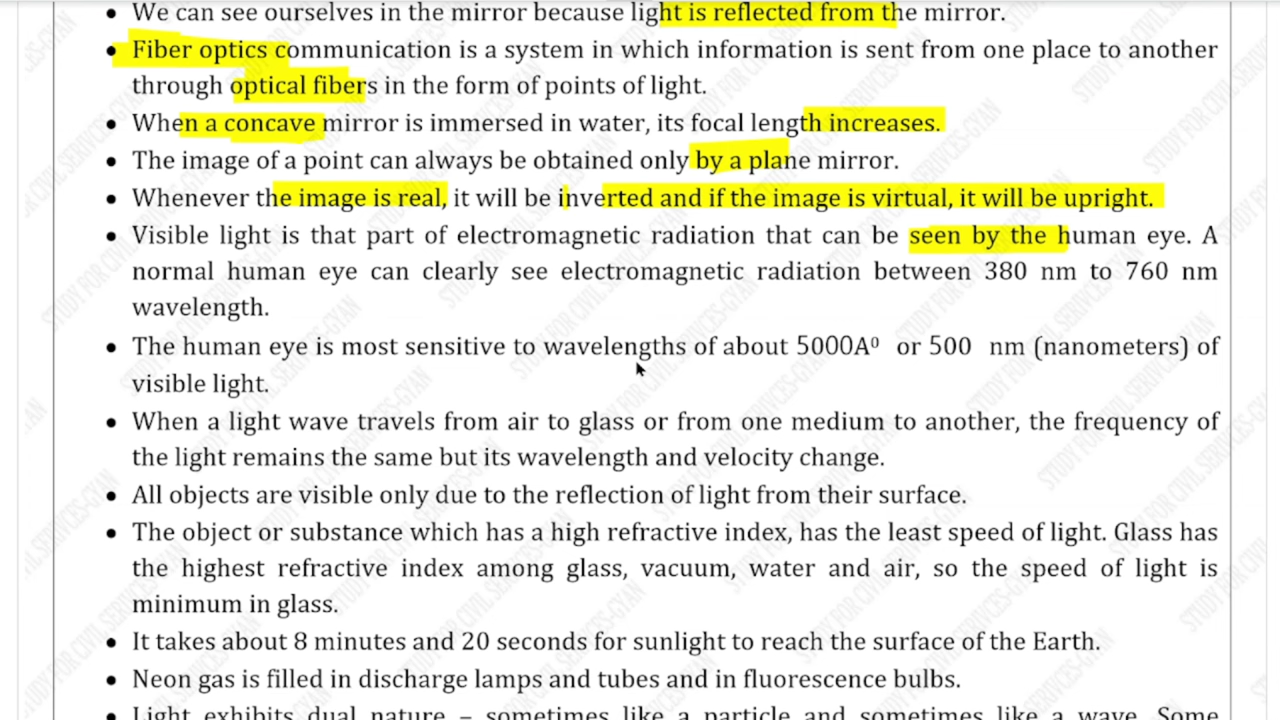 • We can see ourselves in the mirror because light is reflected from the mirror.
• Fiber optics communication is a system in which information is sent from one place to another
through optical fibers in the form of points of light.
• When a concave mirror is immersed in water, its focal length increases.
• The image of a point can always be obtained only by a plane mirror.
• Whenever the image is real, it will be inverted and if the image is virtual, it will be upright.
• Visible light is that part of electromagnetic radiation that can be seen by the human eye. A
normal human eye can clearly see electromagnetic radiation between 380 nm to 760 nm
wavelength.
• The human eye is most sensitive to wavelengths of about 5000A⁰ or 500 nm (nanometers) of
visible light.
• When a light wave travels from air to glass or from one medium to another, the frequency of
the light remains the same but its wavelength and velocity change.
• All objects are visible only due to the reflection of light from their surface.
• The object or substance which has a high refractive index, has the least speed of light. Glass has
the highest refractive index among glass, vacuum, water and air, so the speed of light is
minimum in glass.
• It takes about 8 minutes and 20 seconds for sunlight to reach the surface of the Earth.
• Neon gas is filled in discharge lamps and tubes and in fluorescence bulbs.
• Light exhibits dual nature – sometimes like a particle and sometimes like a wave. Some